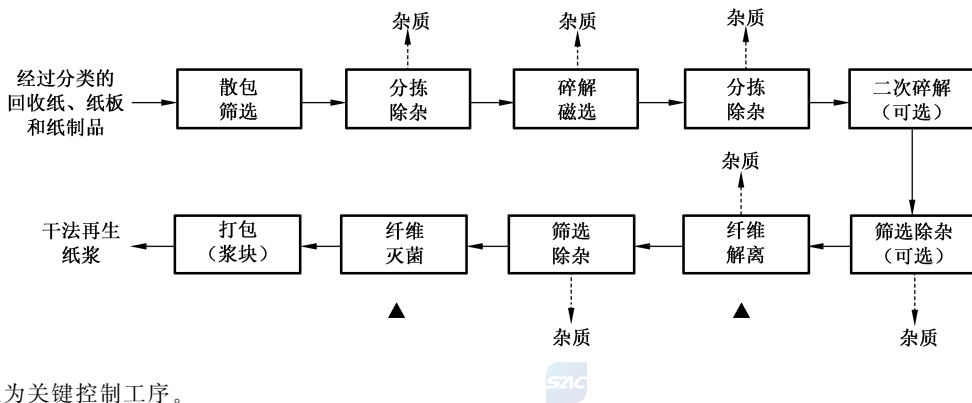 杂质
杂质
杂质
经过分类的
回收纸、纸板
和纸制品
散包
筛选
分拣
除杂
碎解
磁选
分拣
除杂
二次碎解
（可选）
杂质
干法再生
纸浆
打包
（浆块）
纤维
灭菌
筛选
除杂
纤维
解离
筛选除杂
（可选）
▲
▲
杂质
杂质
为关键控制工序。
SAC